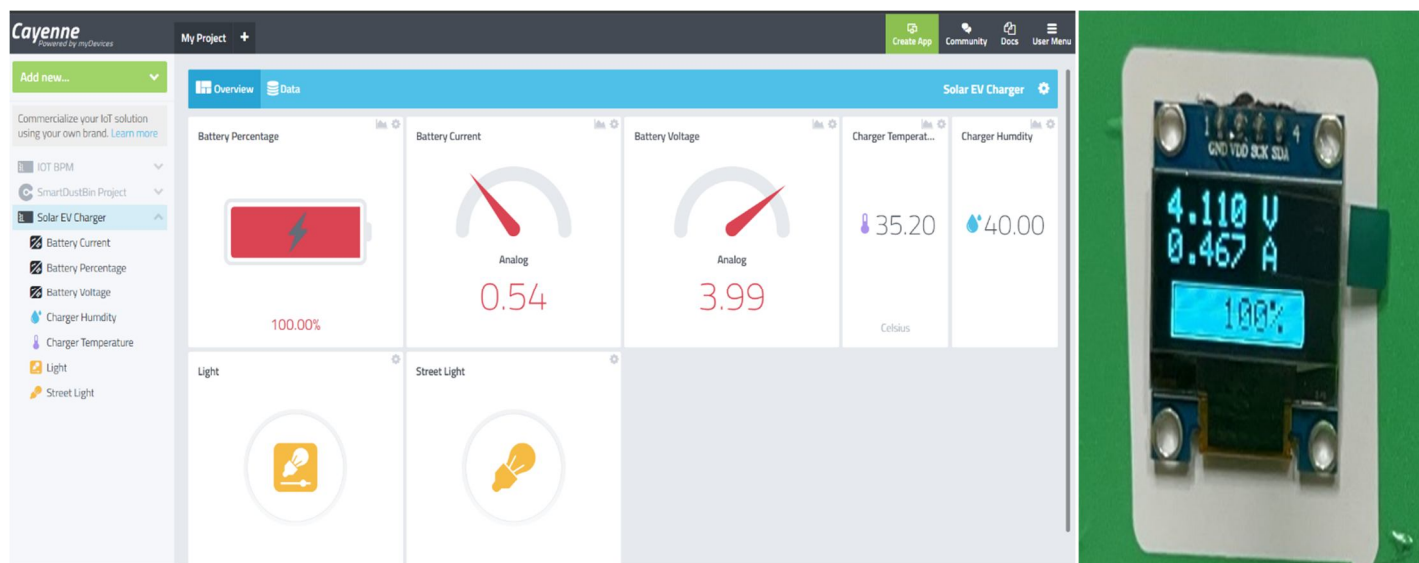 Cayenne
Powered by myDevices
My Project +
Create App
Community
Docs
User Menu
Add new...
Commercialize your IoT solution
using your own brand. Learn more
IOT BPM
SmartDustBin Project
Solar EV Charger
Battery Current
Battery Percentage
Battery Voltage
Charger Humdity
Charger Temperature
Light
Street Light
Overview
Data
Solar EV Charger
Battery Percentage
100.00%
Battery Current
Analog
0.54
Battery Voltage
Analog
3.99
Charger Temperat...
35.20
Celsius
Charger Humdity
40.00
Light
Street Light
1 4
GND VDD SCK SDA
4.110 V
0.467 A
100%